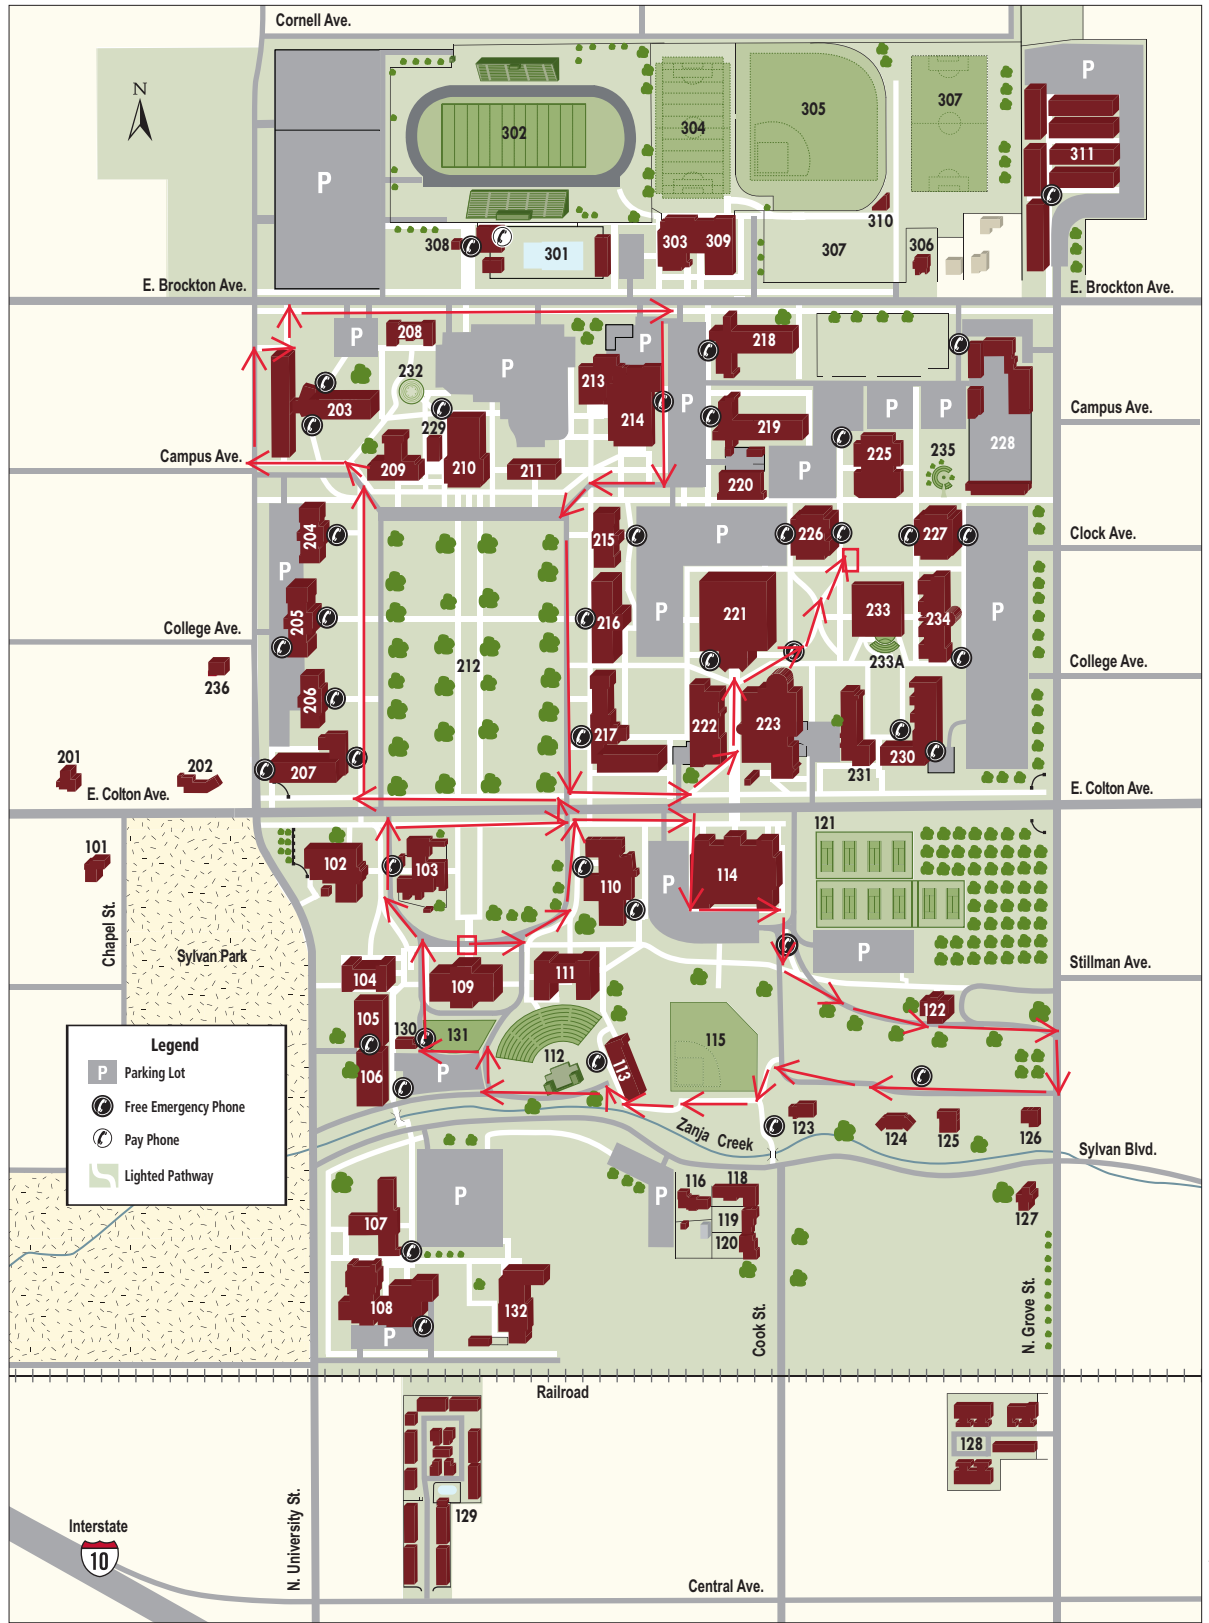 Cornell Ave.
N
P
P
302
304
305
307
311
310
303
309
308
301
307
306
E. Brockton Ave.
E. Brockton Ave.
P
208
P
P
218
232
213
203
214
P
219
P
P
Campus Ave.
229
Campus Ave.
209
210
211
225
235
228
220
P
204
215
P
226
227
Clock Ave.
P
205
216
P
221
233
234
P
College Ave.
212
233A
College Ave.
236
206
217
222
223
201
202
207
231
230
E. Colton Ave.
E. Colton Ave.
101
102
103
110
P
114
121
Chapel St.
Sylvan Park
P
Stillman Ave.
104
109
111
105
130
131
112
113
115
122
106
P
Legend
P Parking Lot
Free Emergency Phone
Pay Phone
Lighted Pathway
Zanja Creek
123
124
125
126
Sylvan Blvd.
P
P
116
118
119
120
127
107
108
P
132
Cook St.
N. Grove St.
Railroad
128
129
N. University St.
Interstate
10
Central Ave.